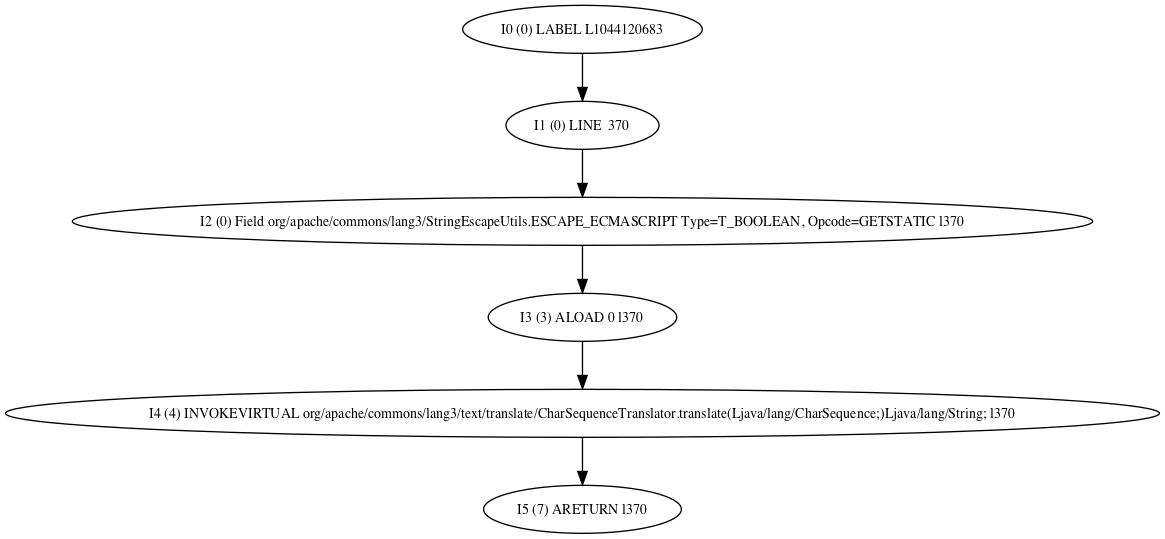 I0 (0) LABEL L1044120683
I1 (0) LINE 370
I2 (0) Field org/apache/commons/lang3/StringEscapeUtils.ESCAPE_ECMASCRIPT Type=T_BOOLEAN, Opcode=GETSTATIC l370
I3 (3) ALOAD 0 l370
I4 (4) INVOKEVIRTUAL org/apache/commons/lang3/text/translate/CharSequenceTranslator.translate(Ljava/lang/CharSequence;)Ljava/lang/String; l370
I5 (7) ARETURN l370